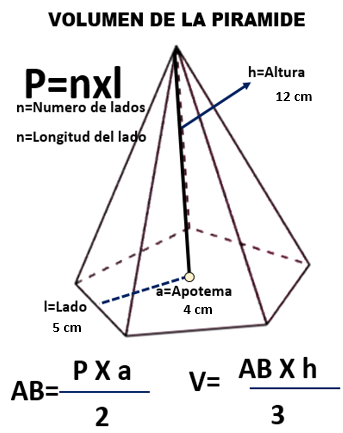 VOLUMEN DE LA PIRAMIDE
P=nxl
n=Numero de lados
n=Longitud del lado
h=Altura
12 cm
a=Apotema
4 cm
l=Lado
5 cm
AB= P X a
2
V= AB X h
3